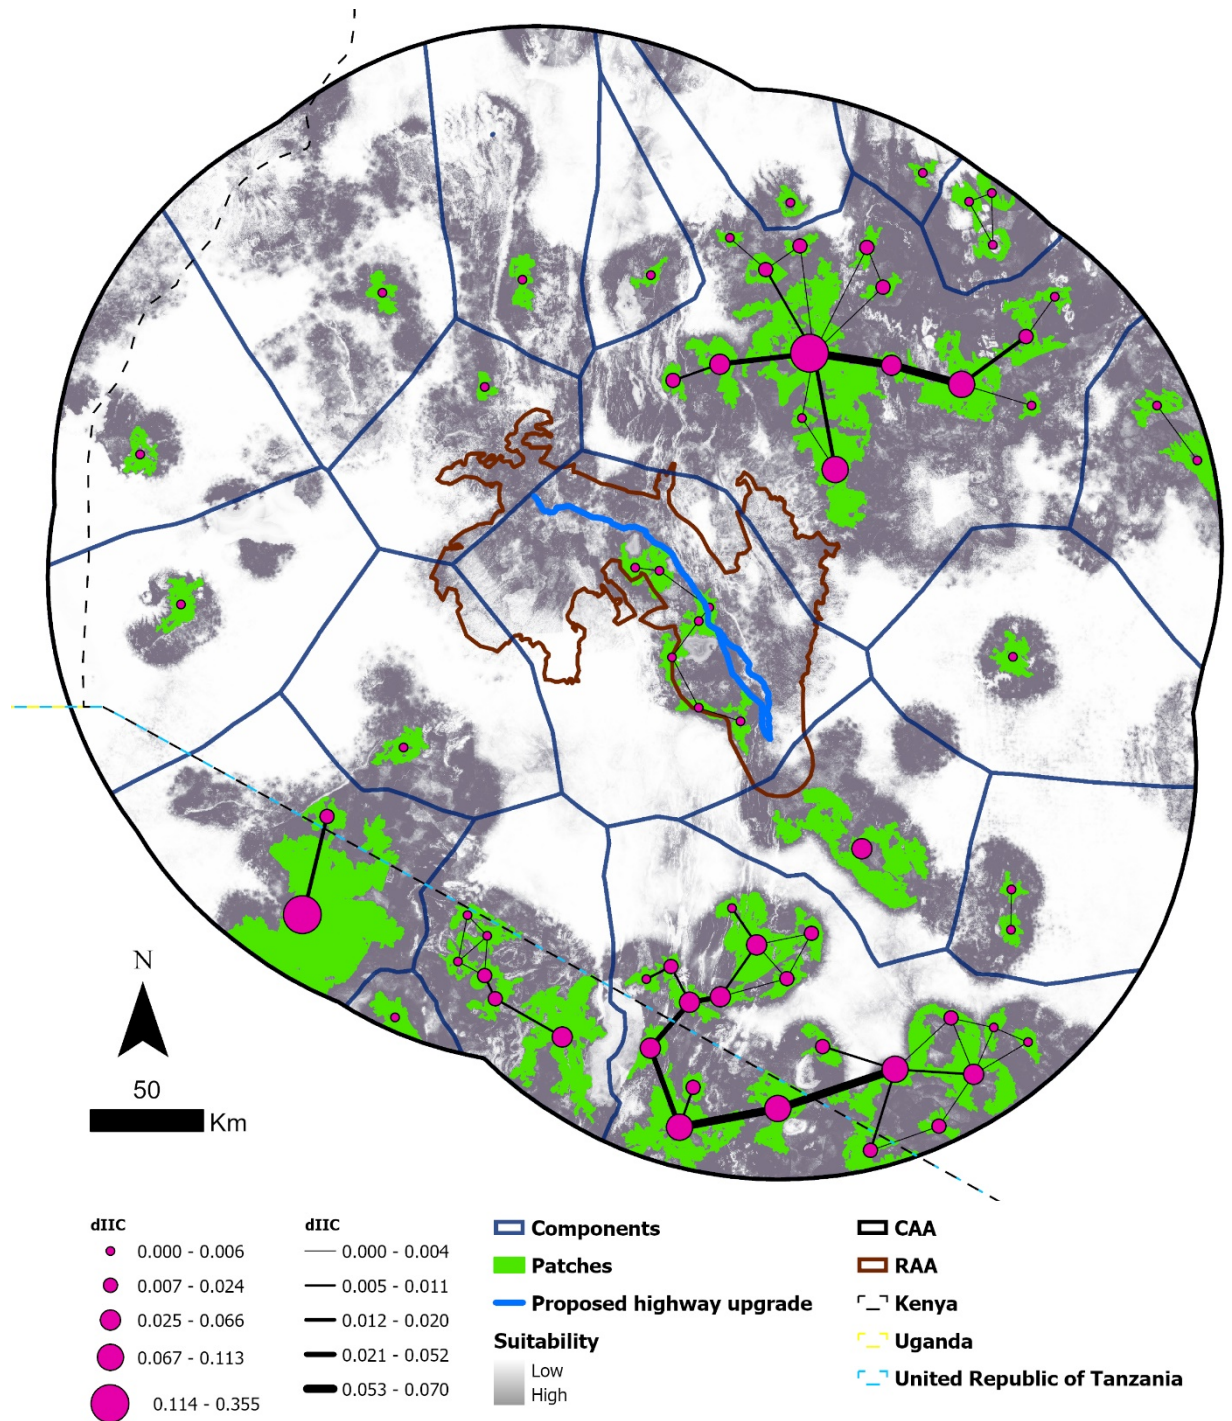 N
50
Km
dIIC
0.000 - 0.006
0.007 - 0.024
0.025 - 0.066
0.067 - 0.113
0.114 - 0.355
dIIC
0.000 - 0.004
0.005 - 0.011
0.012 - 0.020
0.021 - 0.052
0.053 - 0.070
Components
Patches
Proposed highway upgrade
Suitability
Low
High
CAA
RAA
Kenya
Uganda
United Republic of Tanzania